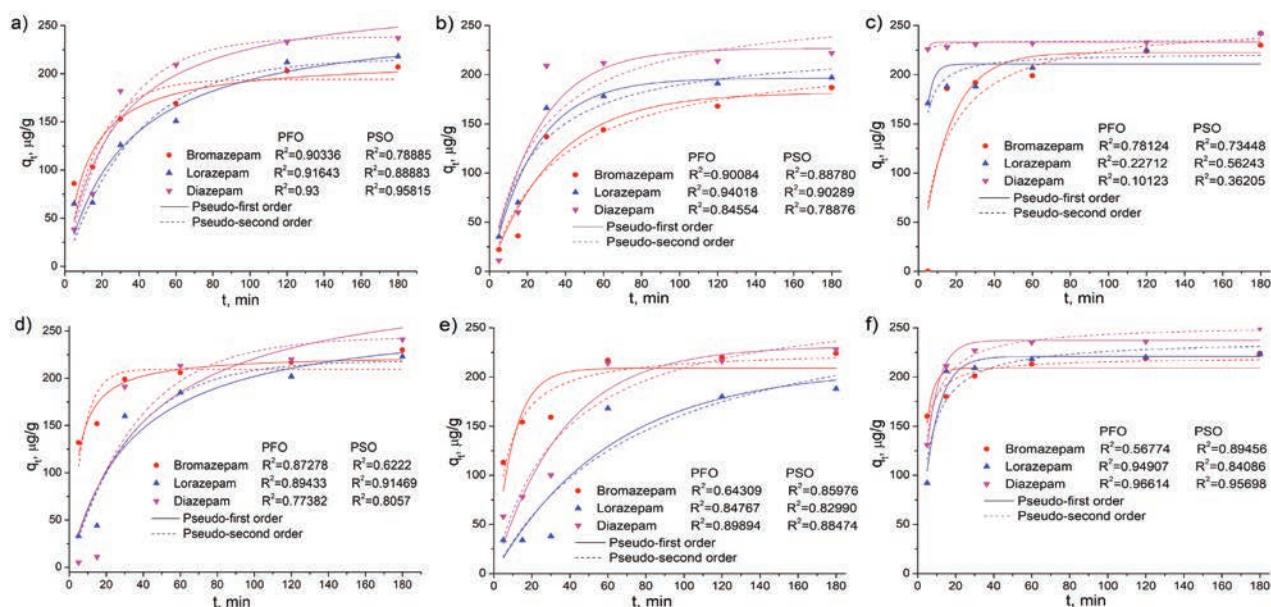 a)
250
200
150
100
50
0
qt, µg/g
PFO PSO
Bromazepam R²=0.90336 R²=0.78885
Lorazepam R²=0.91643 R²=0.88883
Diazepam R²=0.93 R²=0.95815
Pseudo-first order
Pseudo-second order
0 20 40 60 80 100 120 140 160 180
t, min
b)
250
200
150
100
50
0
qt, µg/g
PFO PSO
Bromazepam R²=0.90084 R²=0.88780
Lorazepam R²=0.94018 R²=0.90289
Diazepam R²=0.84554 R²=0.78876
Pseudo-first order
Pseudo-second order
0 20 40 60 80 100 120 140 160 180
t, min
c)
250
200
150
100
50
0
qt, µg/g
PFO PSO
Bromazepam R²=0.78124 R²=0.73448
Lorazepam R²=0.22712 R²=0.56243
Diazepam R²=0.10123 R²=0.36205
Pseudo-first order
Pseudo-second order
0 20 40 60 80 100 120 140 160 180
t, min
d)
250
200
150
100
50
0
qt, µg/g
PFO PSO
Bromazepam R²=0.87278 R²=0.6222
Lorazepam R²=0.89433 R²=0.91469
Diazepam R²=0.77382 R²=0.8057
Pseudo-first order
Pseudo-second order
0 20 40 60 80 100 120 140 160 180
t, min
e)
250
200
150
100
50
0
qt, µg/g
PFO PSO
Bromazepam R²=0.64309 R²=0.85976
Lorazepam R²=0.84767 R²=0.82990
Diazepam R²=0.89894 R²=0.88474
Pseudo-first order
Pseudo-second order
0 20 40 60 80 100 120 140 160 180
t, min
f)
250
200
150
100
50
0
qt, µg/g
PFO PSO
Bromazepam R²=0.56774 R²=0.89456
Lorazepam R²=0.94907 R²=0.84086
Diazepam R²=0.96614 R²=0.95698
Pseudo-first order
Pseudo-second order
0 20 40 60 80 100 120 140 160 180
t, min